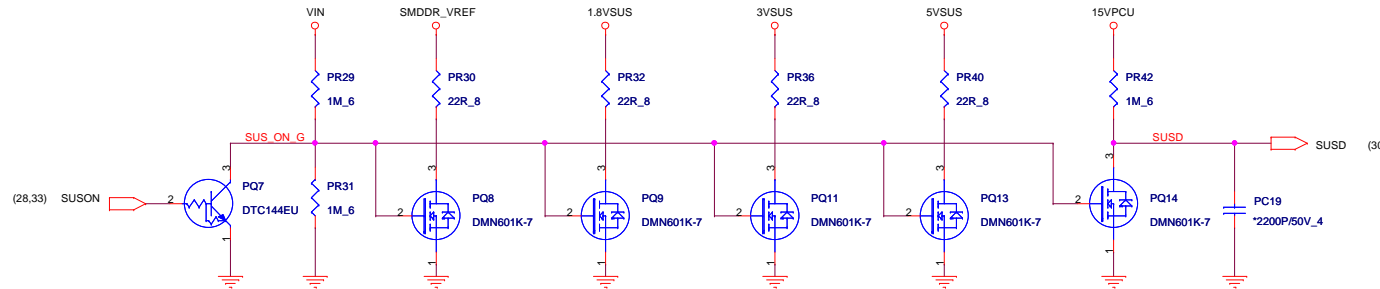 VIN SMDDR_VREF 1.8VSUS 3VSUS 5VSUS 15VPCU
PR29 PR30 PR32 PR36 PR40 PR42
1M_6 22R_8 22R_8 22R_8 22R_8 1M_6
SUS_ON_G SUSD SUSD (30
3 3 3 3 3 3
(28,33) SUSON 2 PQ7 PR31 2 PQ8 2 PQ9 2 PQ11 2 PQ13 2 PQ14 PC19
DTC144EU 1M_6 DMN601K-7 DMN601K-7 DMN601K-7 DMN601K-7 DMN601K-7 *2200P/50V_4
1 1 1 1 1 1